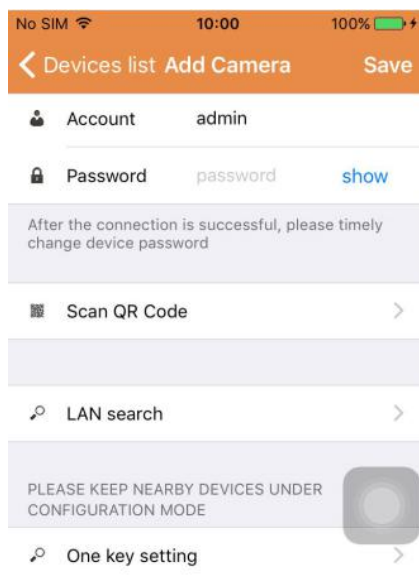 No SIM 10:00 100%
Devices list Add Camera Save
Account admin
Password password show
After the connection is successful, please timely
change device password
Scan QR Code
LAN search
PLEASE KEEP NEARBY DEVICES UNDER
CONFIGURATION MODE
One key setting